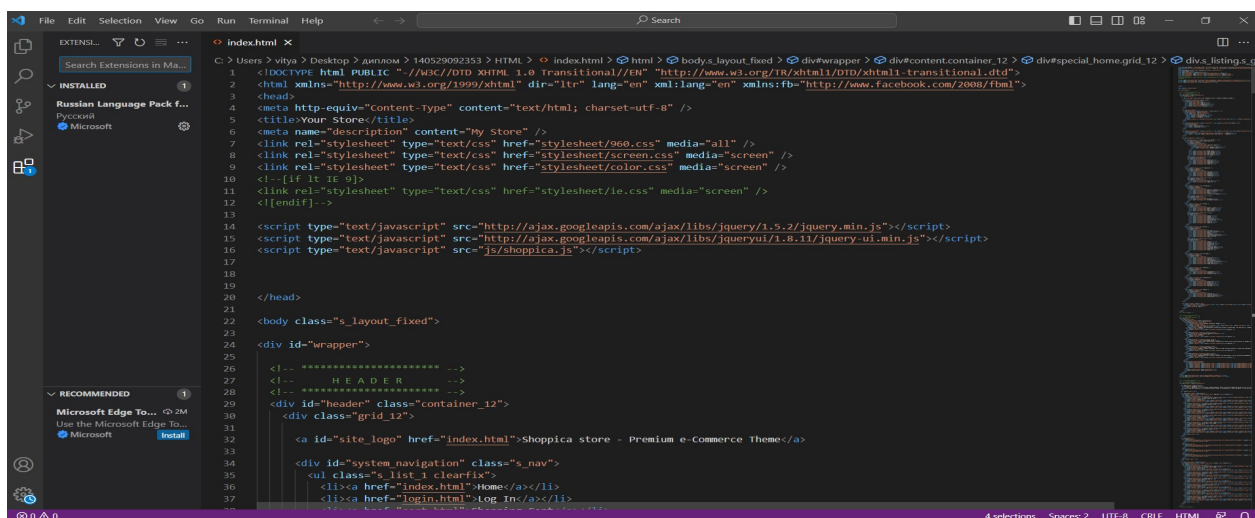 File Edit Selection View Go Run Terminal Help
Search
EXTENSI...
Search Extensions in Ma...
INSTALLED 1
Russian Language Pack f...
Русский
Microsoft
RECOMMENDED 1
Microsoft Edge To... 2M
Use the Microsoft Edge To...
Microsoft Install
index.html
C: > Users > vitya > Desktop > диплом > 140529092353 > HTML > index.html > html > body.s_layout_fixed > div#wrapper > div#content.container_12 > div#special_home.grid_12 > div.s_listing.s_g
1 <!DOCTYPE html PUBLIC "-//W3C//DTD XHTML 1.0 Transitional//EN" "http://www.w3.org/TR/xhtml1/DTD/xhtml1-transitional.dtd">
2 <html xmlns="http://www.w3.org/1999/xhtml" dir="ltr" lang="en" xml:lang="en" xmlns:fb="http://www.facebook.com/2008/fbml">
3 <head>
4 <meta http-equiv="Content-Type" content="text/html; charset=utf-8" />
5 <title>Your Store</title>
6 <meta name="description" content="My Store" />
7 <link rel="stylesheet" type="text/css" href="stylesheet/960.css" media="all" />
8 <link rel="stylesheet" type="text/css" href="stylesheet/screen.css" media="screen" />
9 <link rel="stylesheet" type="text/css" href="stylesheet/color.css" media="screen" />
10 <!--[if lt IE 9]>
11 <link rel="stylesheet" type="text/css" href="stylesheet/ie.css" media="screen" />
12 <![endif]-->
13
14 <script type="text/javascript" src="http://ajax.googleapis.com/ajax/libs/jquery/1.5.2/jquery.min.js"></script>
15 <script type="text/javascript" src="http://ajax.googleapis.com/ajax/libs/jqueryui/1.8.11/jquery-ui.min.js"></script>
16 <script type="text/javascript" src="js/shoppica.js"></script>
17
18
19
20 </head>
21
22 <body class="s_layout_fixed">
23
24 <div id="wrapper">
25
26 <!-- ********************** -->
27 <!-- H E A D E R -->
28 <!-- ********************** -->
29 <div id="header" class="container_12">
30 <div class="grid_12">
31
32 <a id="site_logo" href="index.html">Shoppica store - Premium e-Commerce Theme</a>
33
34 <div id="system_navigation" class="s_nav">
35 <ul class="s_list_1 clearfix">
36 <li><a href="index.html">Home</a></li>
37 <li><a href="login.html">Log In</a></li>
0 0 4 selections Spaces: 2 UTF-8 CRLF HTML